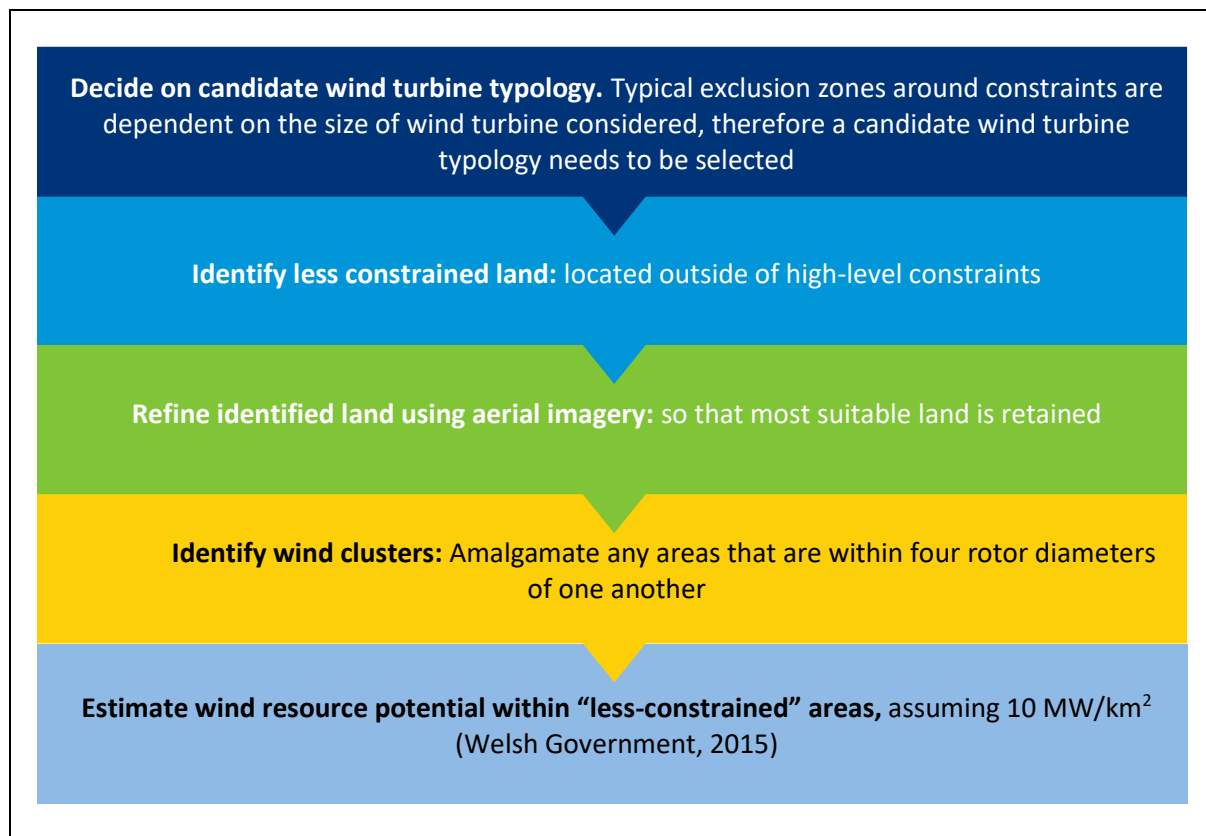 Decide on candidate wind turbine typology. Typical exclusion zones around constraints are
dependent on the size of wind turbine considered, therefore a candidate wind turbine
typology needs to be selected
Identify less constrained land: located outside of high-level constraints
Refine identified land using aerial imagery: so that most suitable land is retained
Identify wind clusters: Amalgamate any areas that are within four rotor diameters
of one another
Estimate wind resource potential within “less-constrained” areas, assuming 10 MW/km²
(Welsh Government, 2015)